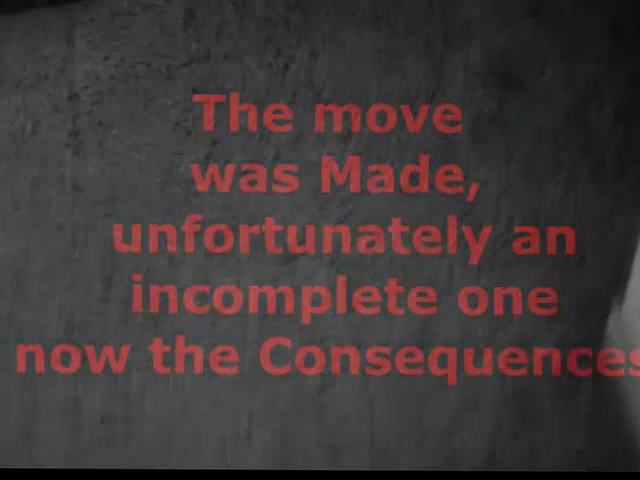 The move
was Made,
unfortunately an
incomplete one
now the Consequences